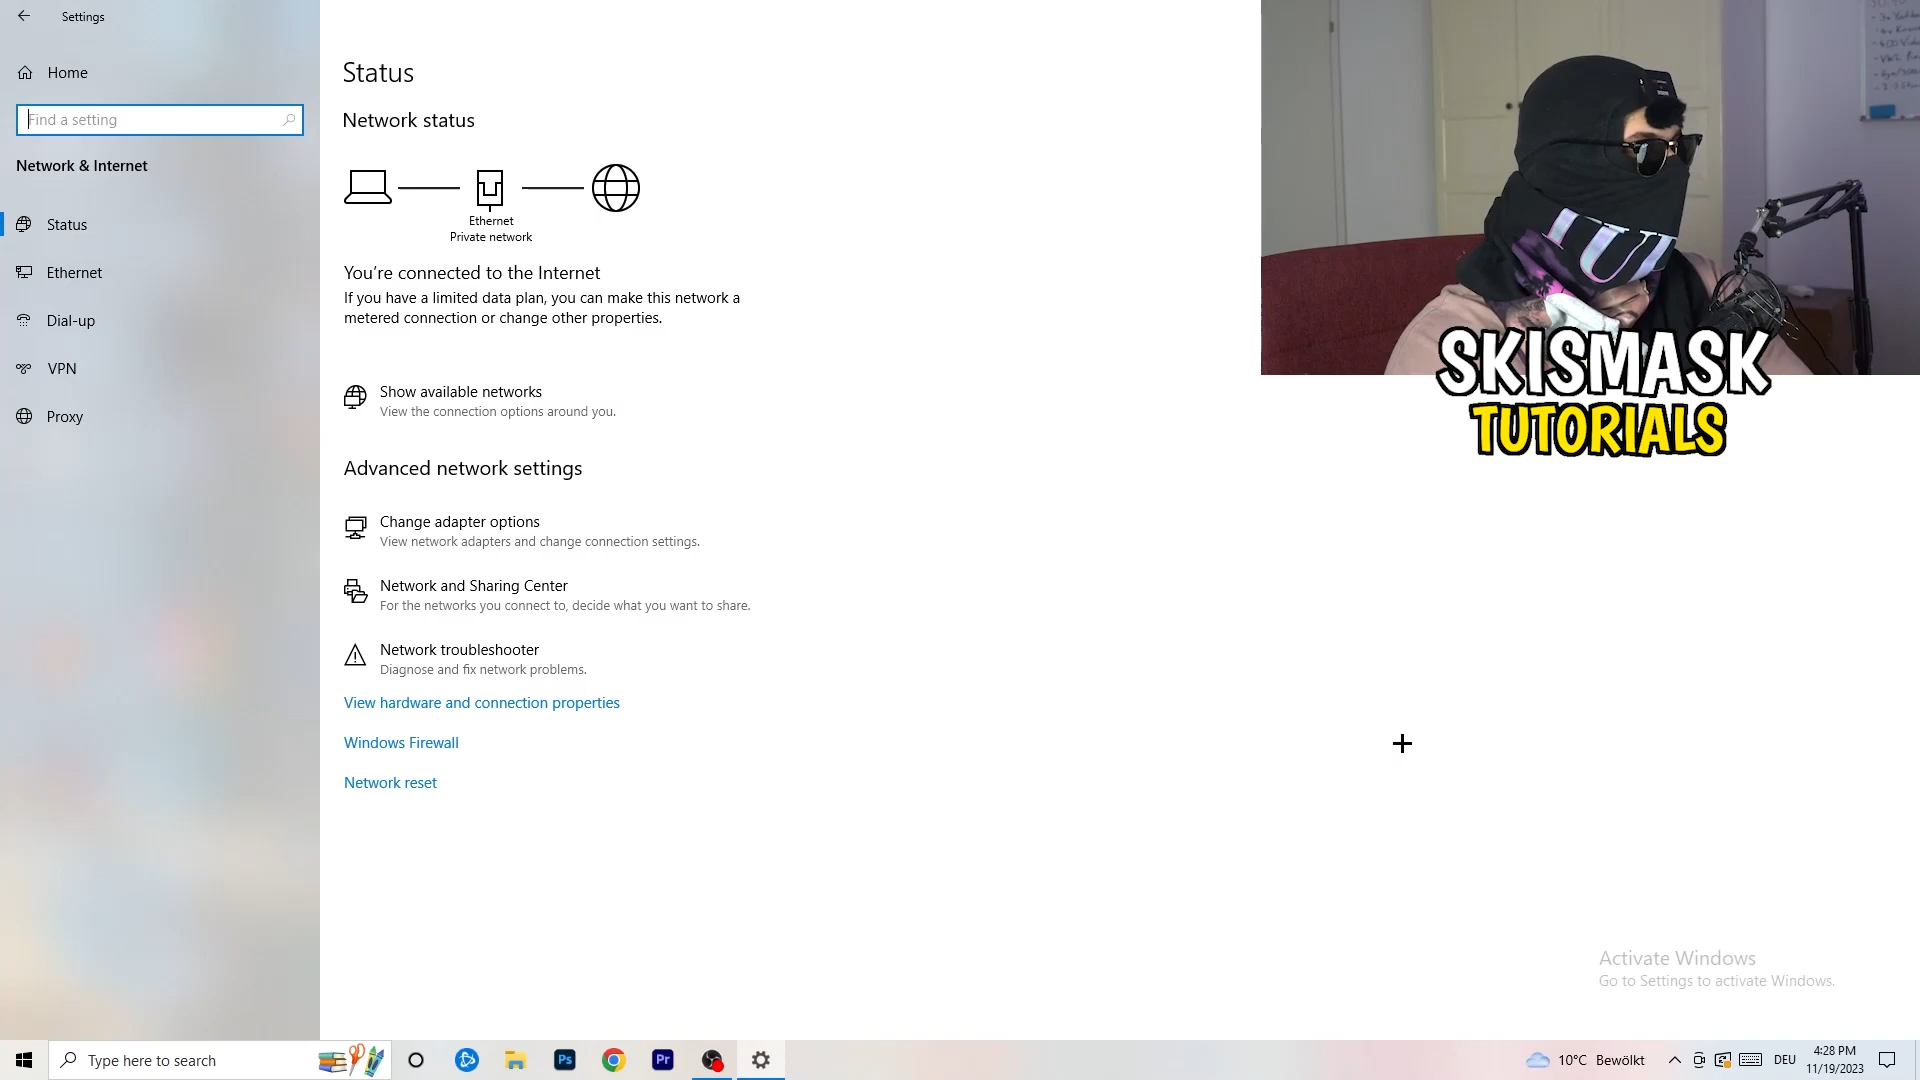 Settings
Home
Find a setting
Network & Internet
Status
Ethernet
Dial-up
VPN
Proxy
Status
Network status
Ethernet
Private network
You're connected to the Internet
If you have a limited data plan, you can make this network a
metered connection or change other properties.
Show available networks
View the connection options around you.
Advanced network settings
Change adapter options
View network adapters and change connection settings.
Network and Sharing Center
For the networks you connect to, decide what you want to share.
Network troubleshooter
Diagnose and fix network problems.
View hardware and connection properties
Windows Firewall
Network reset
SKISMASK
TUTORIALS
Activate Windows
Go to Settings to activate Windows.
Type here to search
Ps
Pr
10°C Bewölkt
DEU
4:28 PM
11/19/2023